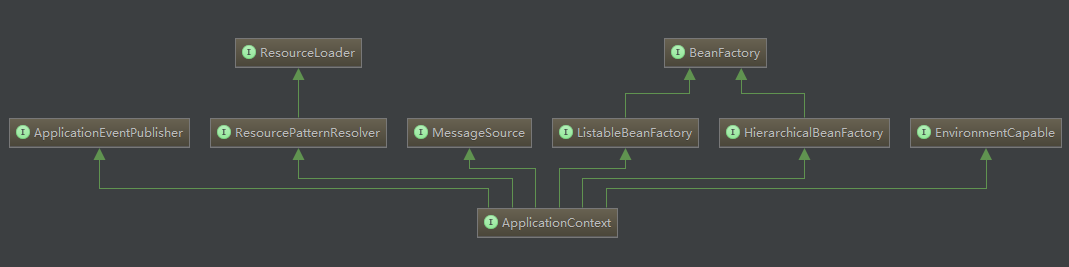 I ResourceLoader
I BeanFactory
I ApplicationEventPublisher
I ResourcePatternResolver
I MessageSource
I ListableBeanFactory
I HierarchicalBeanFactory
I EnvironmentCapable
I ApplicationContext